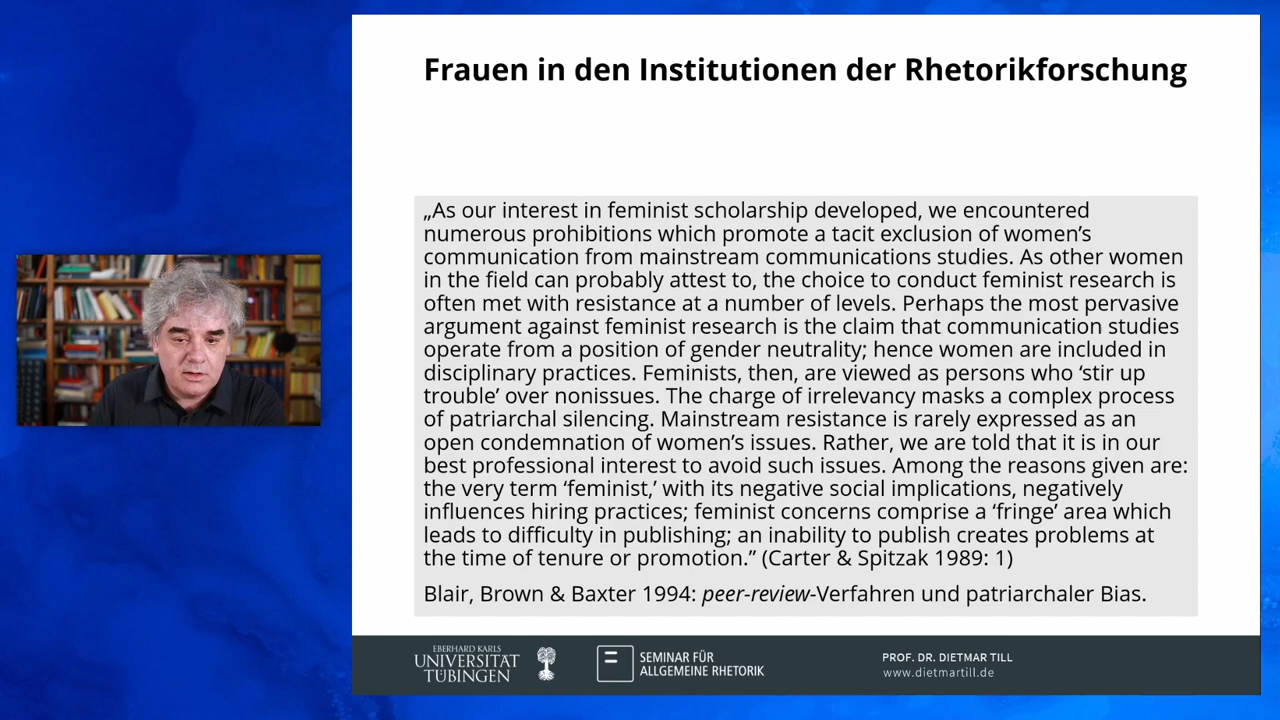 Frauen in den Institutionen der Rhetorikforschung
„As our interest in feminist scholarship developed, we encountered
numerous prohibitions which promote a tacit exclusion of women’s
communication from mainstream communications studies. As other women
in the field can probably attest to, the choice to conduct feminist research is
often met with resistance at a number of levels. Perhaps the most pervasive
argument against feminist research is the claim that communication studies
operate from a position of gender neutrality; hence women are included in
disciplinary practices. Feminists, then, are viewed as persons who ‘stir up
trouble’ over nonissues. The charge of irrelevancy masks a complex process
of patriarchal silencing. Mainstream resistance is rarely expressed as an
open condemnation of women’s issues. Rather, we are told that it is in our
best professional interest to avoid such issues. Among the reasons given are:
the very term ‘feminist,’ with its negative social implications, negatively
influences hiring practices; feminist concerns comprise a ‘fringe’ area which
leads to difficulty in publishing; an inability to publish creates problems at
the time of tenure or promotion.” (Carter & Spitzak 1989: 1)
Blair, Brown & Baxter 1994: peer-review-Verfahren und patriarchaler Bias.
EBERHARD KARLS
UNIVERSITÄT
TÜBINGEN
SEMINAR FÜR
ALLGEMEINE RHETORIK
PROF. DR. DIETMAR TILL
www.dietmartill.de